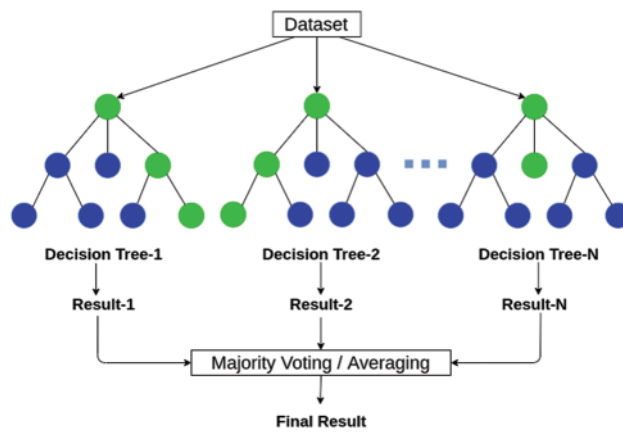 Dataset
Decision Tree-1
Decision Tree-2
Decision Tree-N
Result-1
Result-2
Result-N
Majority Voting / Averaging
Final Result